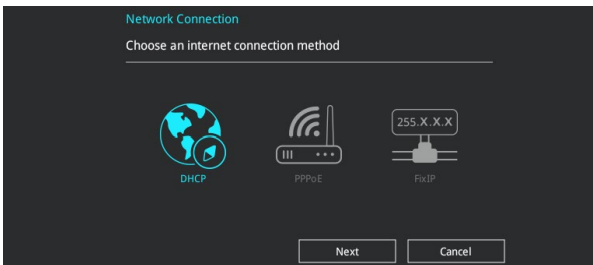 Network Connection
Choose an internet connection method
255.X.X.X
DHCP
PPPoE
FixIP
Next
Cancel